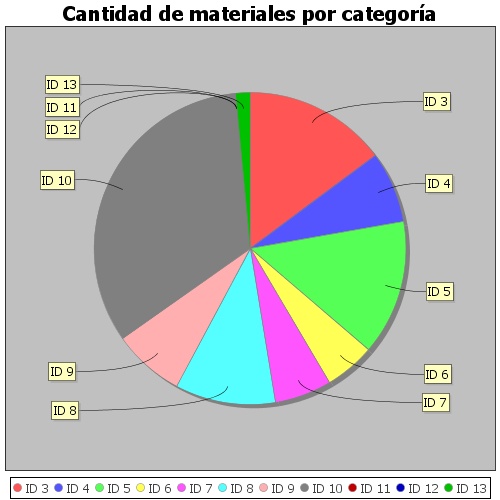 Cantidad de materiales por categoría
ID 13
ID 11
ID 12
ID 3
ID 10
ID 4
ID 5
ID 9
ID 6
ID 8
ID 7
ID 3 ID 4 ID 5 ID 6 ID 7 ID 8 ID 9 ID 10 ID 11 ID 12 ID 13